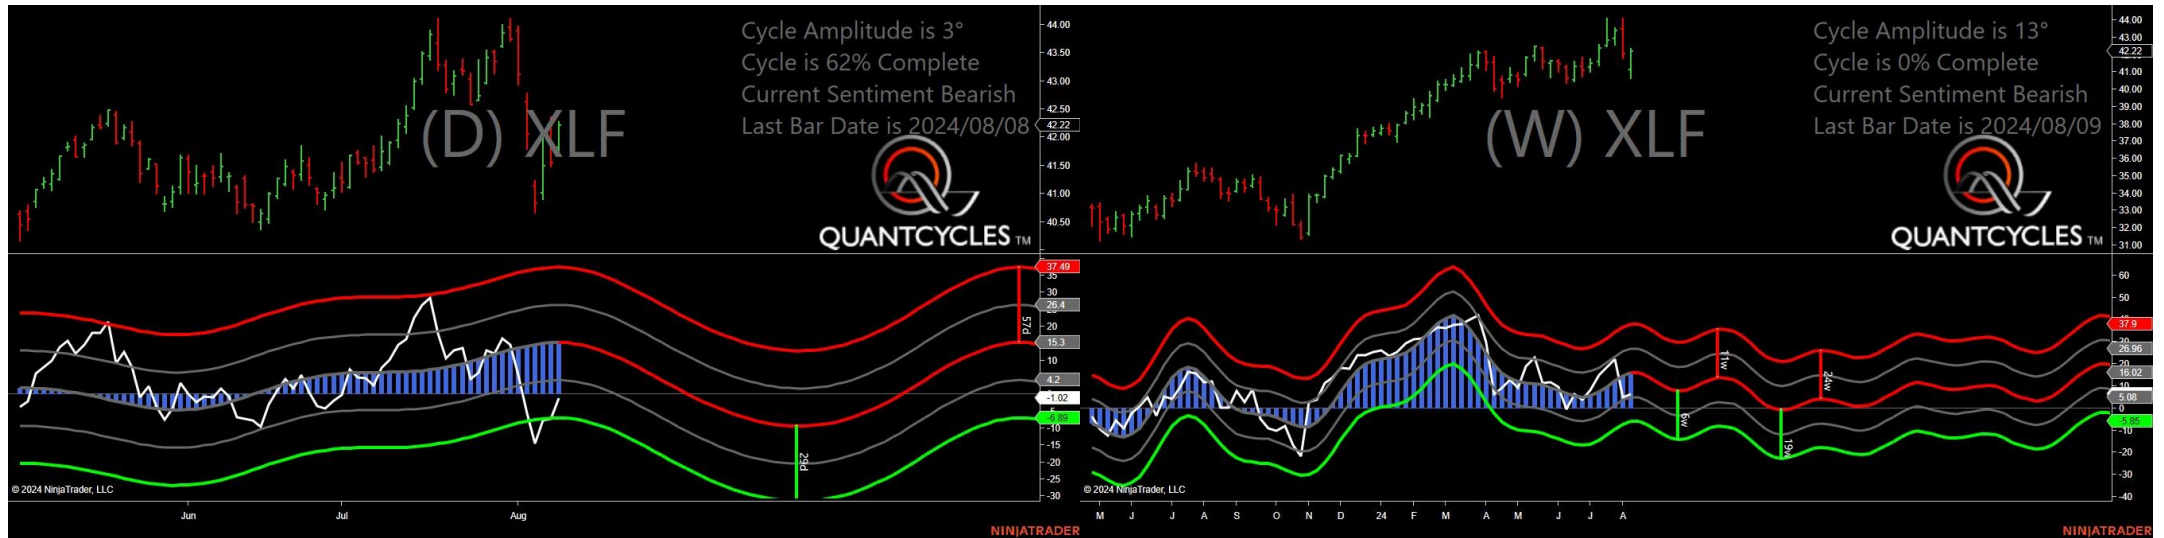 Cycle Amplitude is 3°
Cycle is 62% Complete
Current Sentiment Bearish
Last Bar Date is 2024/08/08
(D) XLF
QUANTCYCLES TM
44.00
43.50
43.00
42.50
42.22
42.00
41.50
41.00
40.50
37.49
35
30
26.4
20
15.3
10
4.2
-1.02
-6.89
-10
-15
-20
-25
-30
57d
29d
© 2024 NinjaTrader, LLC
Jun Jul Aug
NINJATRADER
Cycle Amplitude is 13°
Cycle is 0% Complete
Current Sentiment Bearish
Last Bar Date is 2024/08/09
(W) XLF
QUANTCYCLES TM
44.00
43.00
42.22
41.00
40.00
39.00
38.00
37.00
36.00
35.00
34.00
33.00
32.00
31.00
60
50
37.9
26.96
16.02
10
5.08
0
-5.85
-10
-20
-30
-40
6w
11w
19w
24w
© 2024 NinjaTrader, LLC
M J J A S O N D 24 F M A M J J A
NINJATRADER